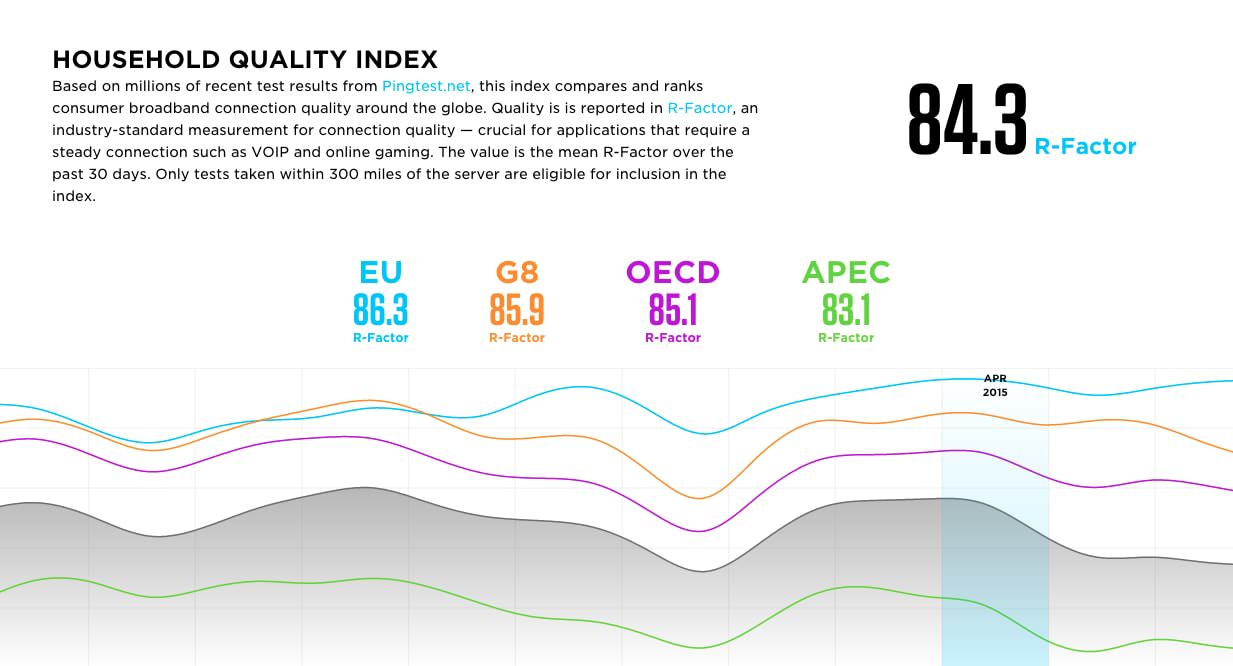 HOUSEHOLD QUALITY INDEX
Based on millions of recent test results from Pingtest.net, this index compares and ranks
consumer broadband connection quality around the globe. Quality is is reported in R-Factor, an
industry-standard measurement for connection quality — crucial for applications that require a
steady connection such as VOIP and online gaming. The value is the mean R-Factor over the
past 30 days. Only tests taken within 300 miles of the server are eligible for inclusion in the
index.
84.3 R-Factor
EU G8 OECD APEC
86.3 85.9 85.1 83.1
R-Factor R-Factor R-Factor R-Factor
APR
2015